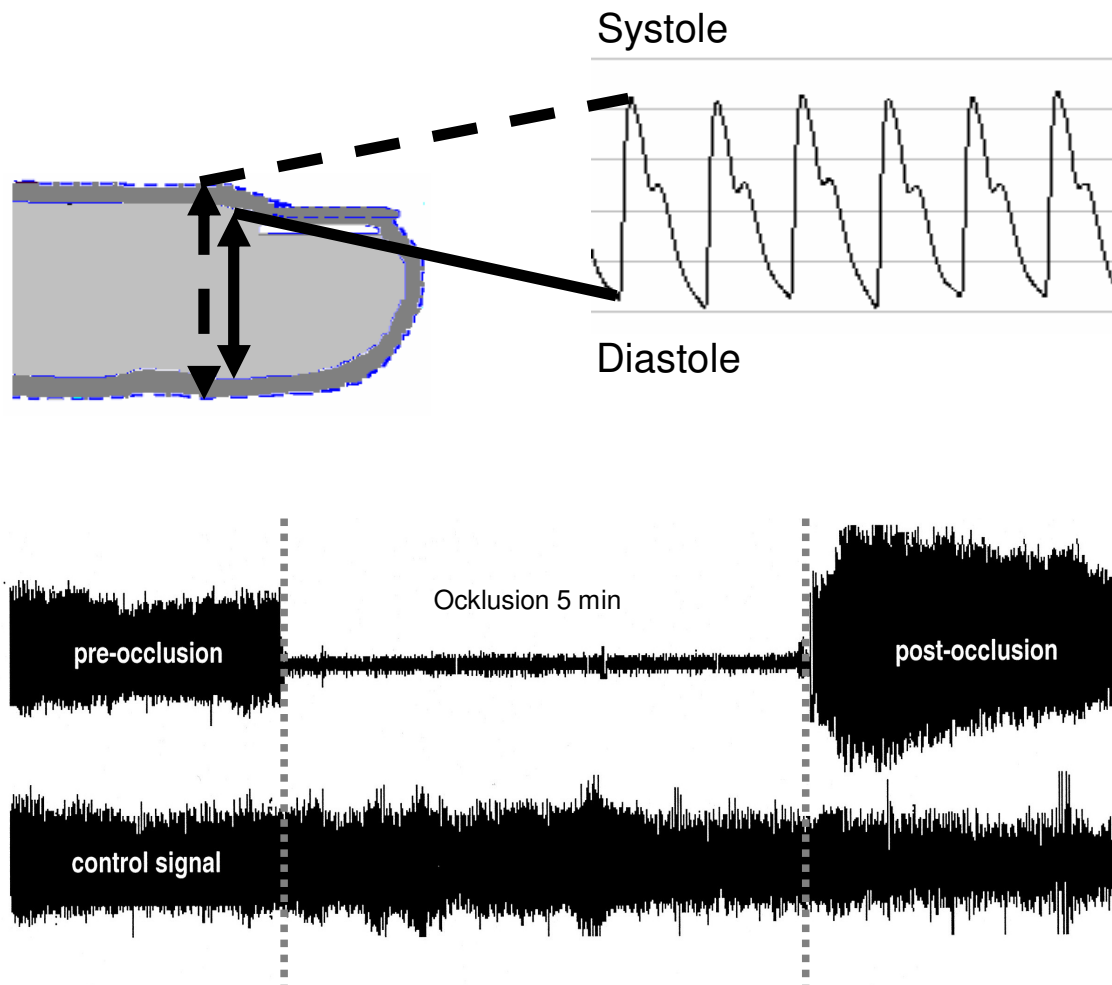 Systole
Diastole
Ocklusion 5 min
pre-occlusion
post-occlusion
control signal